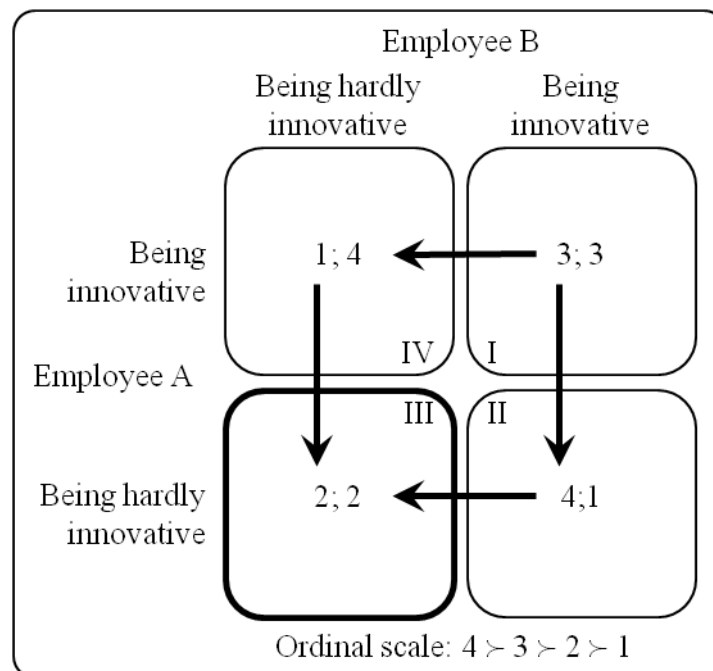 Employee B
Being hardly
innovative
Being
innovative
Being
innovative
1; 4
3; 3
IV
I
Employee A
III
II
Being hardly
innovative
2; 2
4;1
Ordinal scale: 4 ≻ 3 ≻ 2 ≻ 1